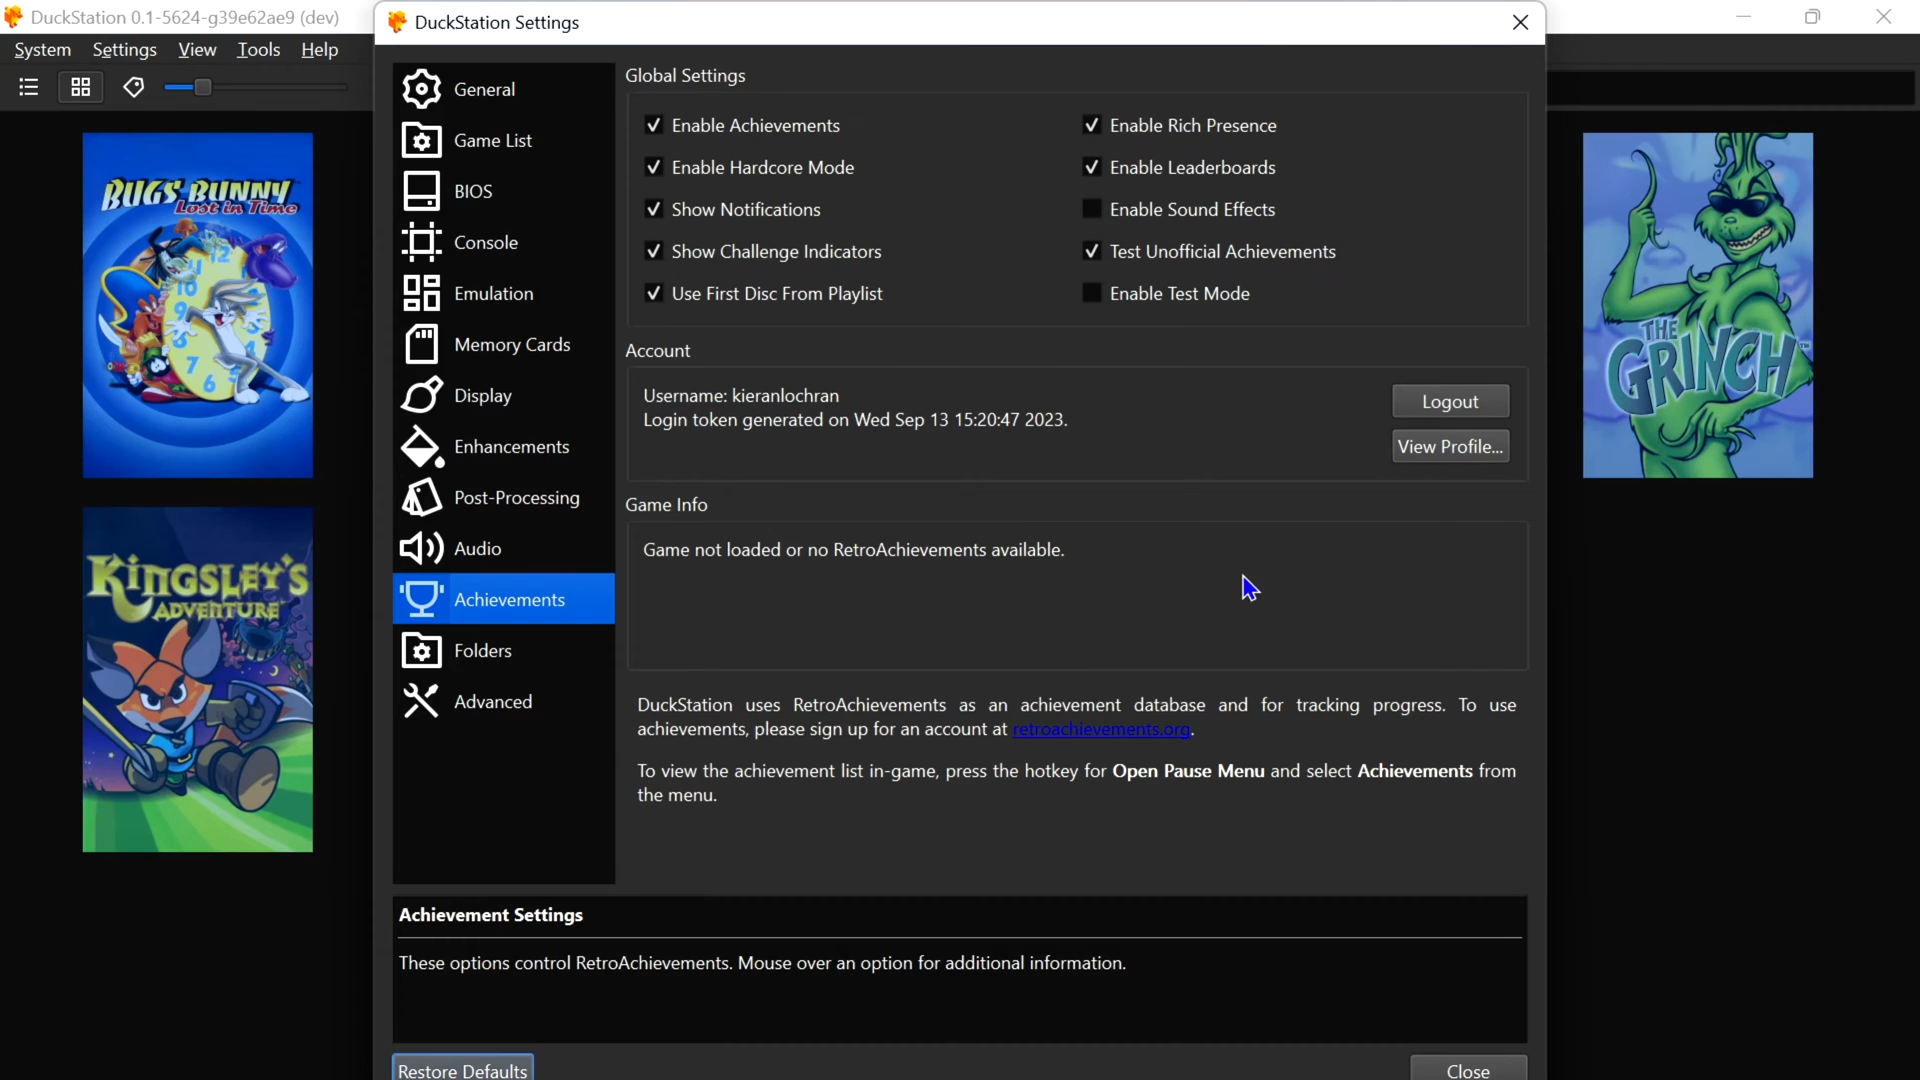 DuckStation 0.1-5624-g39e62ae9 (dev)
System Settings View Tools Help
BUGS BUNNY
Lost in Time
12
11
10
9
8
7
6
KiNGSLEY'S
ADVENTURE
DuckStation Settings
General
Game List
BIOS
Console
Emulation
Memory Cards
Display
Enhancements
Post-Processing
Audio
Achievements
Folders
Advanced
Global Settings
Enable Achievements
Enable Rich Presence
Enable Hardcore Mode
Enable Leaderboards
Show Notifications
Enable Sound Effects
Show Challenge Indicators
Test Unofficial Achievements
Use First Disc From Playlist
Enable Test Mode
Account
Username: kieranlochran
Login token generated on Wed Sep 13 15:20:47 2023.
Logout
View Profile...
Game Info
Game not loaded or no RetroAchievements available.
DuckStation uses RetroAchievements as an achievement database and for tracking progress. To use
achievements, please sign up for an account at retroachievements.org.
To view the achievement list in-game, press the hotkey for Open Pause Menu and select Achievements from
the menu.
Achievement Settings
These options control RetroAchievements. Mouse over an option for additional information.
Restore Defaults
Close
THE
GRINCH™